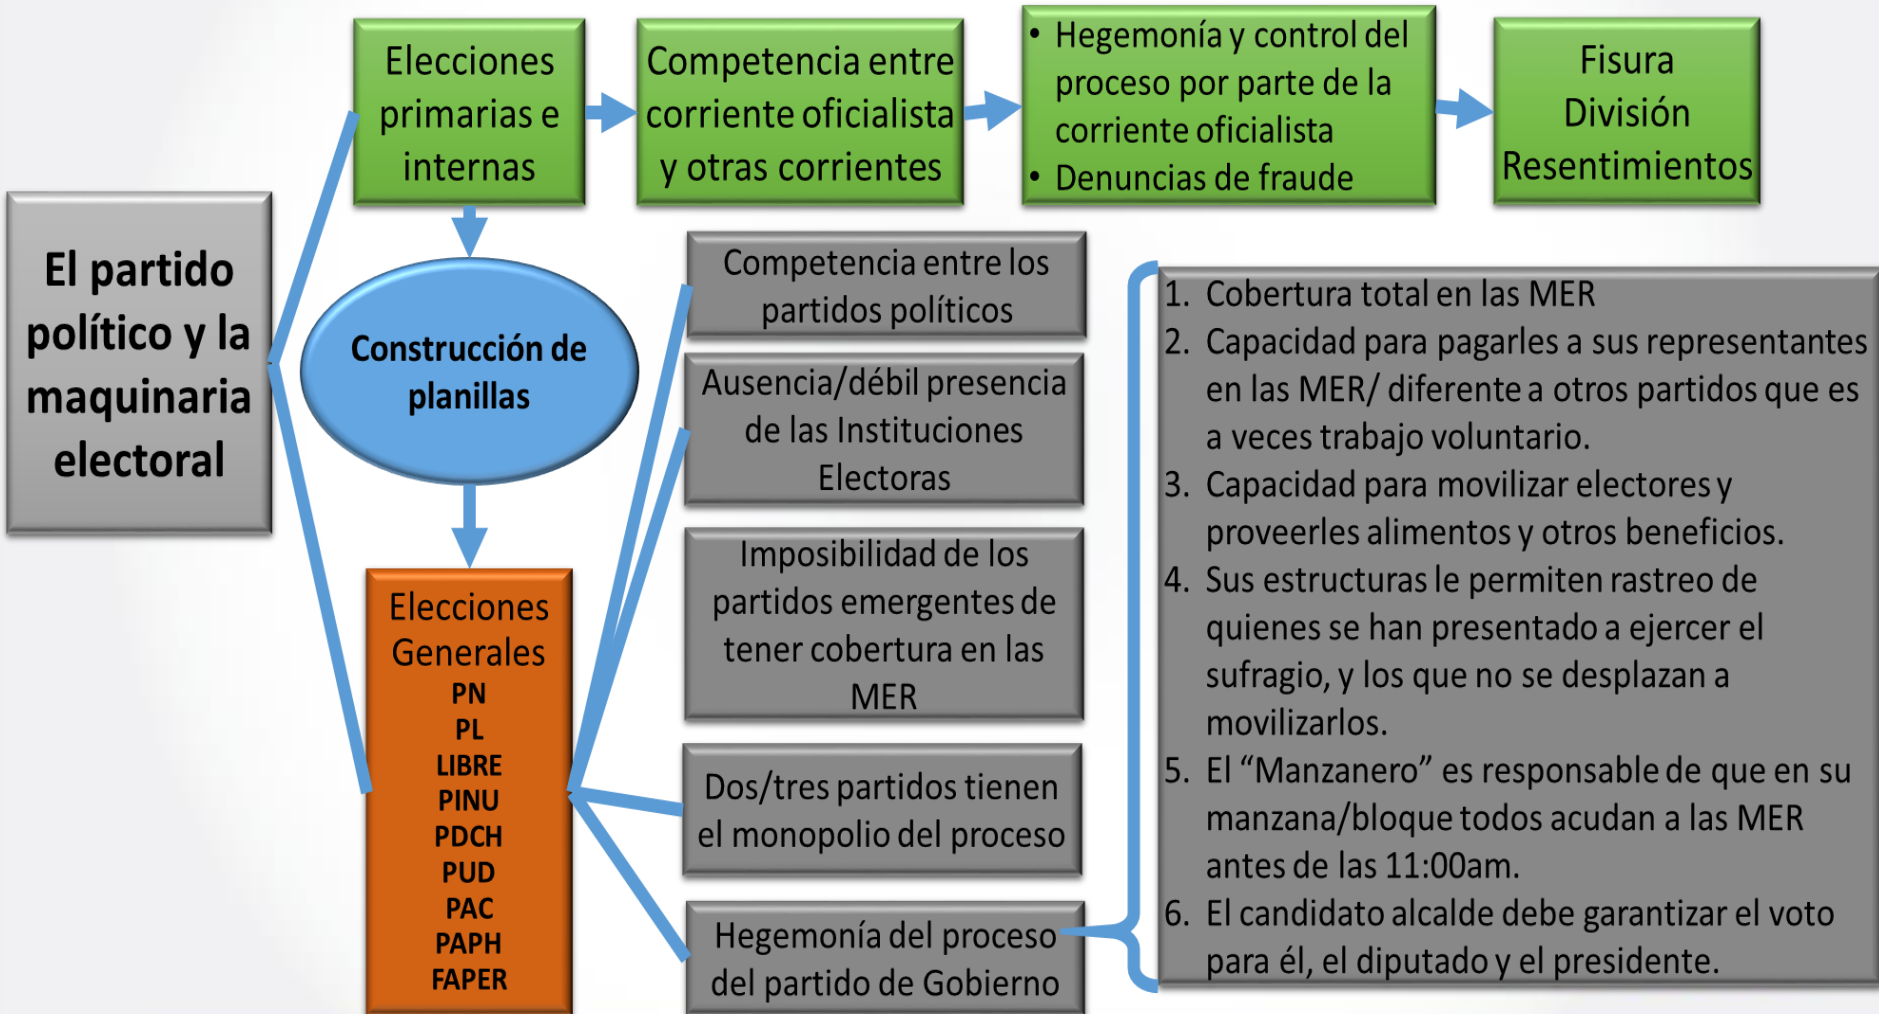 El partido
político y la
maquinaria
electoral
Elecciones
primarias e
internas
Competencia entre
corriente oficialista
y otras corrientes
• Hegemonía y control del
proceso por parte de la
corriente oficialista
• Denuncias de fraude
Fisura
División
Resentimientos
Construcción de
planillas
Elecciones
Generales
PN
PL
LIBRE
PINU
PDCH
PUD
PAC
PAPH
FAPER
Competencia entre los
partidos políticos
Ausencia/débil presencia
de las Instituciones
Electoras
Imposibilidad de los
partidos emergentes de
tener cobertura en las
MER
Dos/tres partidos tienen
el monopolio del proceso
Hegemonía del proceso
del partido de Gobierno
1. Cobertura total en las MER
2. Capacidad para pagarles a sus representantes
en las MER/ diferente a otros partidos que es
a veces trabajo voluntario.
3. Capacidad para movilizar electores y
proveerles alimentos y otros beneficios.
4. Sus estructuras le permiten rastreo de
quienes se han presentado a ejercer el
sufragio, y los que no se desplazan a
movilizarlos.
5. El “Manzanero” es responsable de que en su
manzana/bloque todos acudan a las MER
antes de las 11:00am.
6. El candidato alcalde debe garantizar el voto
para él, el diputado y el presidente.